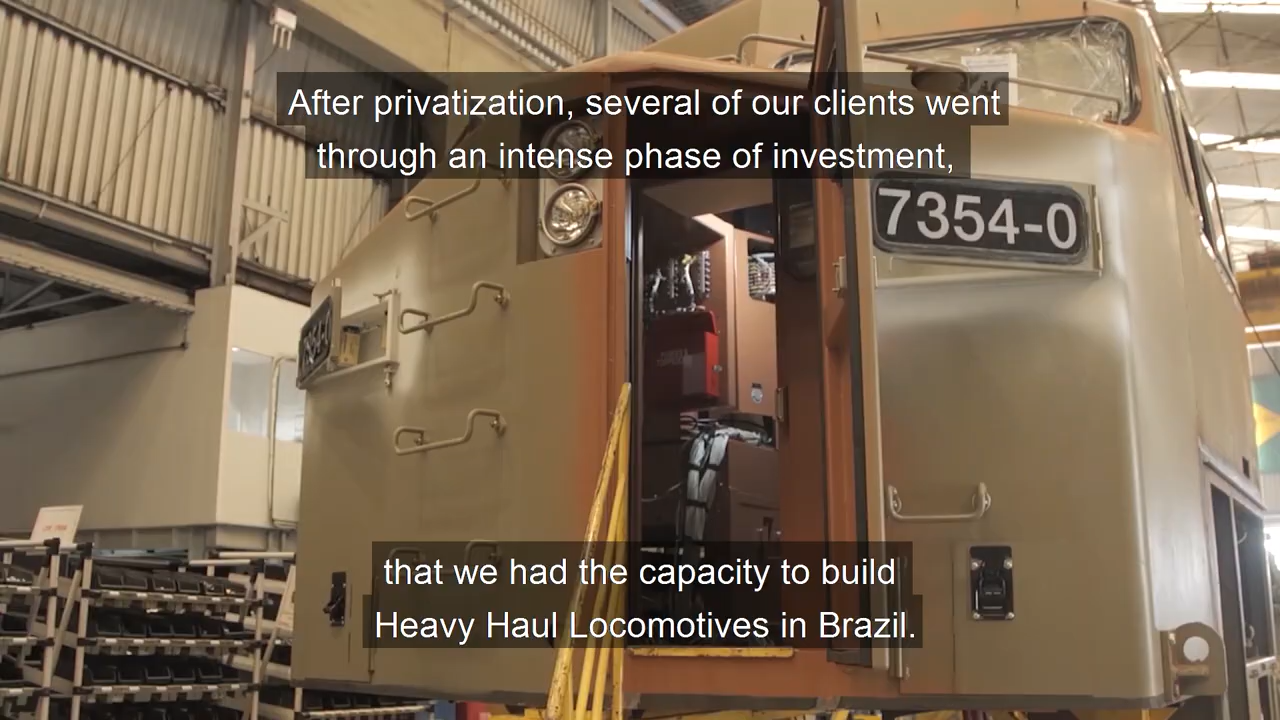 After privatization, several of our clients went
through an intense phase of investment,
7354-0
that we had the capacity to build
Heavy Haul Locomotives in Brazil.